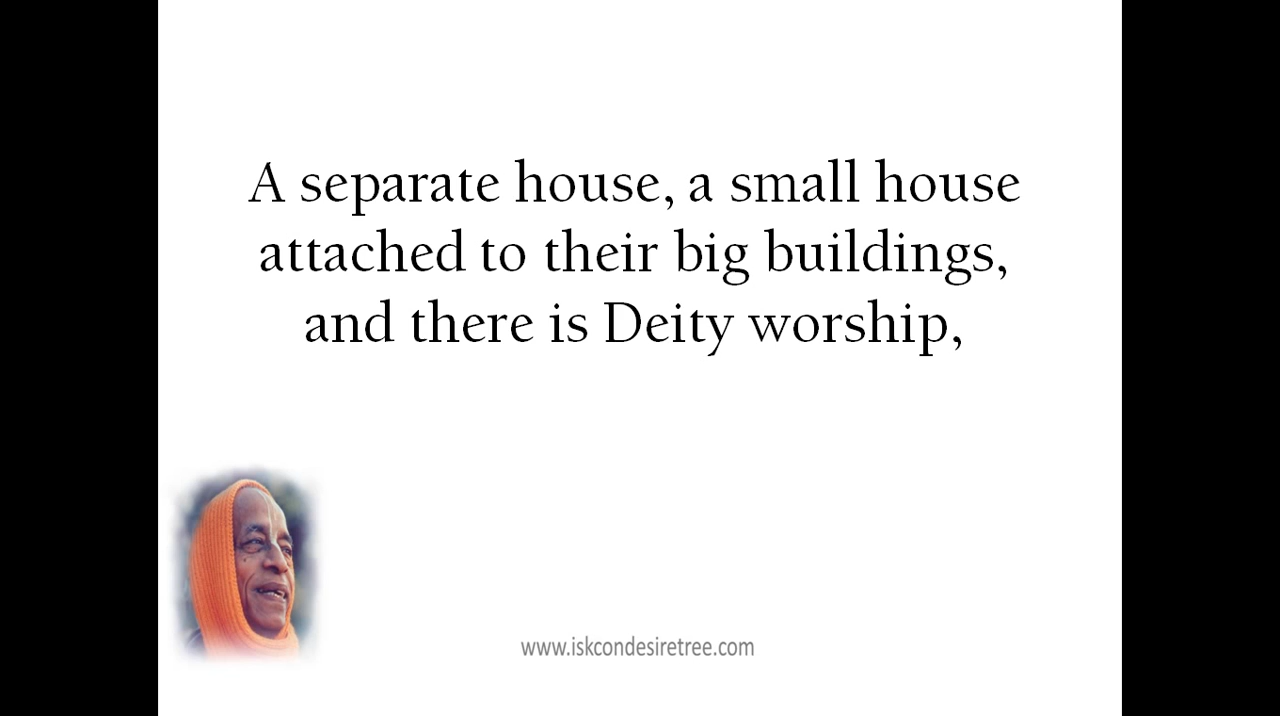 A separate house, a small house
attached to their big buildings,
and there is Deity worship,
www.iskcondesiretree.com